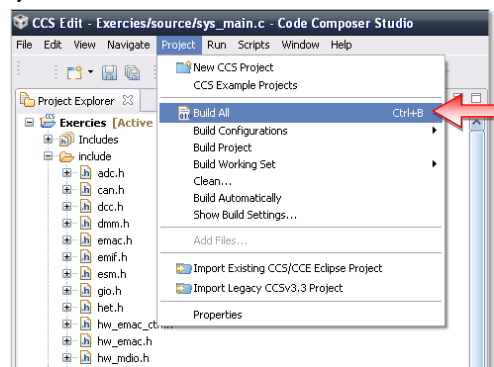 CCS Edit - Exercies/source/sys_main.c - Code Composer Studio
File Edit View Navigate Project Run Scripts Window Help
New CCS Project
CCS Example Projects
Project Explorer
Build All Ctrl+B
Exercies [Active
Build Configurations
Includes
Build Project
include
Build Working Set
adc.h
Clean...
can.h
Build Automatically
dcc.h
Show Build Settings...
dmm.h
emac.h
Add Files...
emif.h
esm.h
Import Existing CCS/CCE Eclipse Project
gio.h
Import Legacy CCSv3.3 Project
het.h
Properties
hw_emac.h
hw_mdio.h